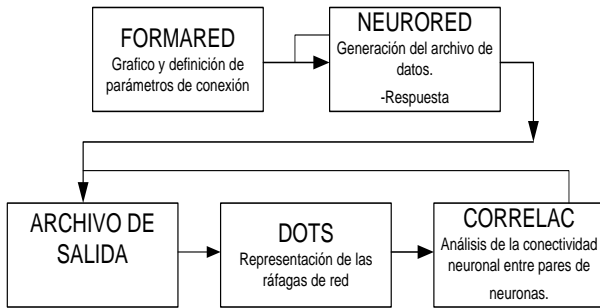 FORMARED
Grafico y definición de
parámetros de conexión
NEURORED
Generación del archivo de
datos.
-Respuesta
ARCHIVO DE
SALIDA
DOTS
Representación de las
ráfagas de red
CORRELAC
Análisis de la conectividad
neuronal entre pares de
neuronas.